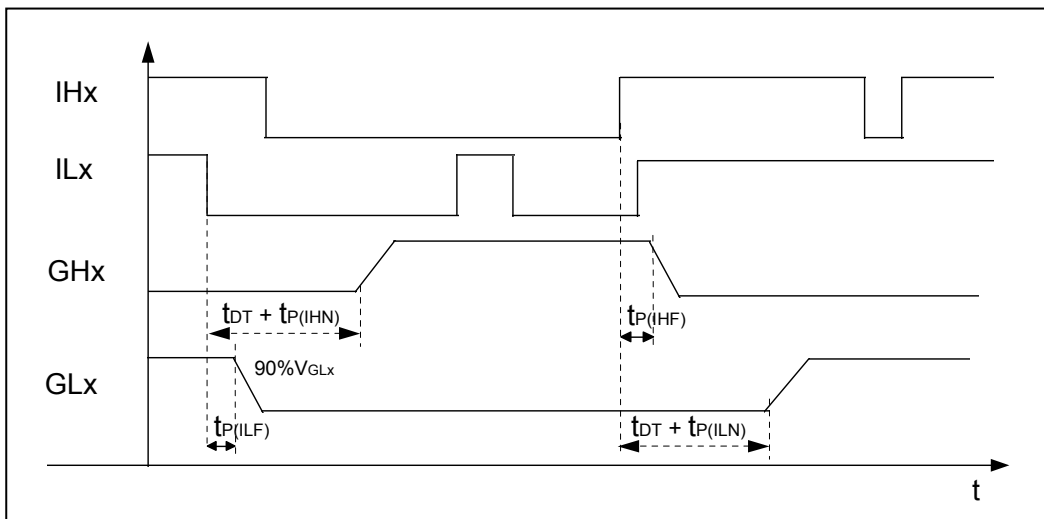 IHx
ILx
GHx
tDT + tP(IHN)
tP(IHF)
90%VGLx
GLx
tP(ILF)
tDT + tP(ILN)
t